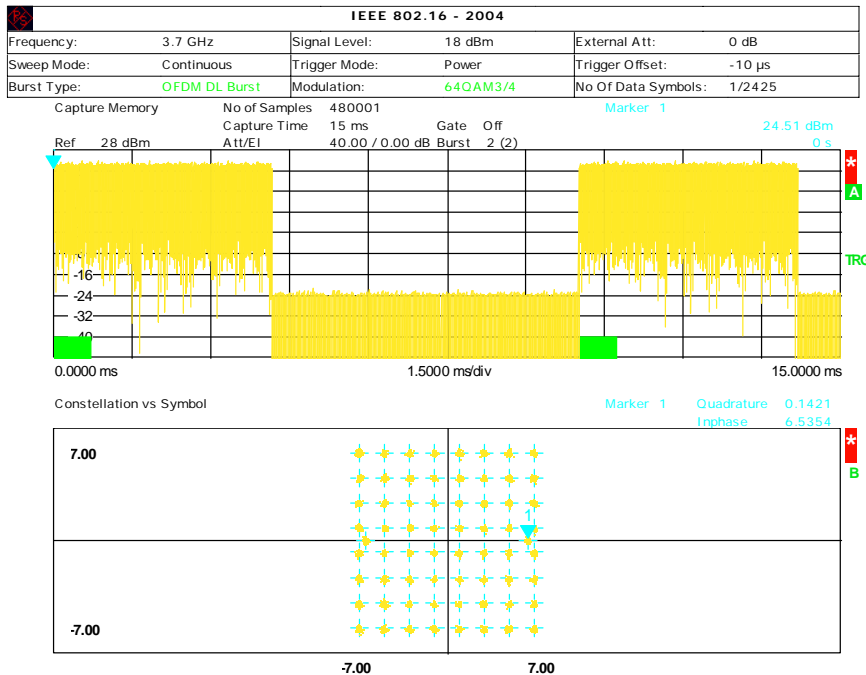 IEEE 802.16 - 2004
Frequency: 3.7 GHz Signal Level: 18 dBm External Att: 0 dB
Sweep Mode: Continuous Trigger Mode: Power Trigger Offset: -10 µs
Burst Type: OFDM DL Burst Modulation: 64QAM3/4 No Of Data Symbols: 1/2425
Capture Memory No of Samples 480001 Marker 1
Capture Time 15 ms Gate Off 24.51 dBm
Ref 28 dBm Att/El 40.00 / 0.00 dB Burst 2 (2) 0 s
*
A
TRG
-16
-24
-32
-40
0.0000 ms 1.5000 ms/div 15.0000 ms
Constellation vs Symbol Marker 1 Quadrature 0.1421
Inphase 6.5354
*
7.00 B
1
-7.00
-7.00 7.00